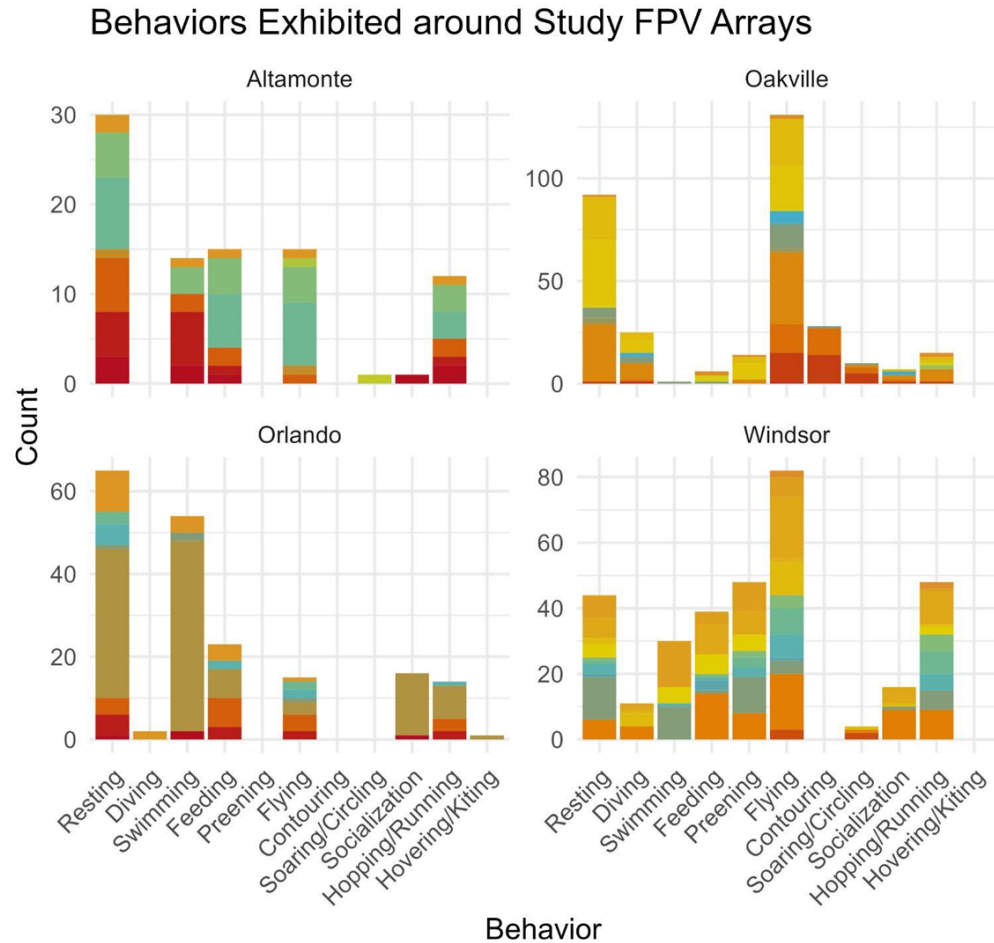 Behaviors Exhibited around Study FPV Arrays
Altamonte
Oakville
30
20
10
0
100
50
0
Count
Orlando
Windsor
60
40
20
0
80
60
40
20
0
Resting
Diving
Swimming
Feeding
Preening
Flying
Contouring
Soaring/Circling
Socialization
Hopping/Running
Hovering/Kiting
Resting
Diving
Swimming
Feeding
Preening
Flying
Contouring
Soaring/Circling
Socialization
Hopping/Running
Hovering/Kiting
Behavior